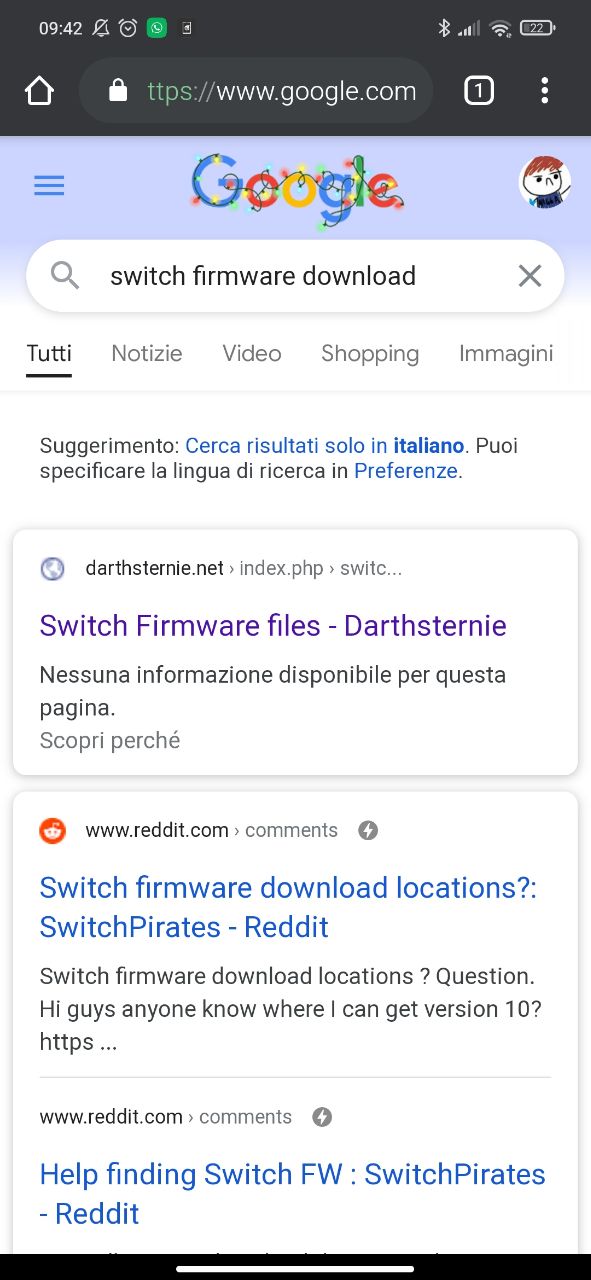 09:42 22
ttps://www.google.com 1
Google
switch firmware download
Tutti Notizie Video Shopping Immagini
Suggerimento: Cerca risultati solo in italiano. Puoi
specificare la lingua di ricerca in Preferenze.
darthsternie.net › index.php › switc...
Switch Firmware files - Darthsternie
Nessuna informazione disponibile per questa
pagina.
Scopri perché
www.reddit.com › comments
Switch firmware download locations?:
SwitchPirates - Reddit
Switch firmware download locations ? Question.
Hi guys anyone know where I can get version 10?
https ...
www.reddit.com › comments
Help finding Switch FW : SwitchPirates
- Reddit